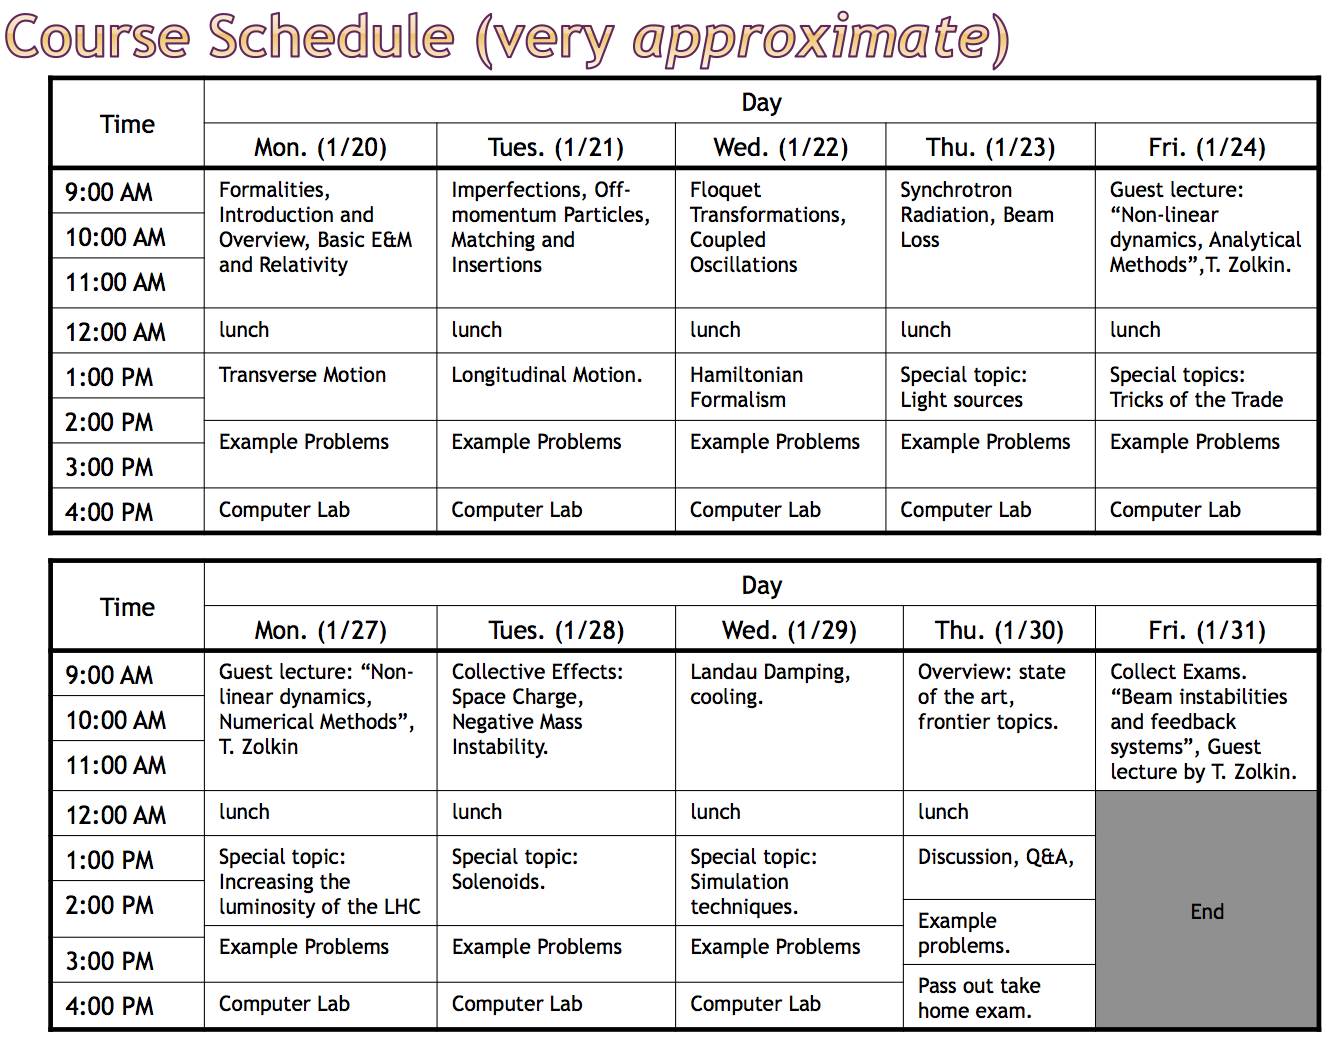 Course Schedule (very approximate)
Time
Day
Mon. (1/20)
Tues. (1/21)
Wed. (1/22)
Thu. (1/23)
Fri. (1/24)
9:00 AM
10:00 AM
11:00 AM
Formalities,
Introduction and
Overview, Basic E&M
and Relativity
Imperfections, Off-
momentum Particles,
Matching and
Insertions
Floquet
Transformations,
Coupled
Oscillations
Synchrotron
Radiation, Beam
Loss
Guest lecture:
“Non-linear
dynamics, Analytical
Methods”,T. Zolkin.
12:00 AM
lunch
lunch
lunch
lunch
lunch
1:00 PM
2:00 PM
3:00 PM
Transverse Motion
Longitudinal Motion.
Hamiltonian
Formalism
Special topic:
Light sources
Special topics:
Tricks of the Trade
Example Problems
Example Problems
Example Problems
Example Problems
Example Problems
4:00 PM
Computer Lab
Computer Lab
Computer Lab
Computer Lab
Computer Lab
Time
Day
Mon. (1/27)
Tues. (1/28)
Wed. (1/29)
Thu. (1/30)
Fri. (1/31)
9:00 AM
10:00 AM
11:00 AM
Guest lecture: “Non-
linear dynamics,
Numerical Methods”,
T. Zolkin
Collective Effects:
Space Charge,
Negative Mass
Instability.
Landau Damping,
cooling.
Overview: state
of the art,
frontier topics.
Collect Exams.
“Beam instabilities
and feedback
systems”, Guest
lecture by T. Zolkin.
12:00 AM
lunch
lunch
lunch
lunch
1:00 PM
2:00 PM
3:00 PM
Special topic:
Increasing the
luminosity of the LHC
Special topic:
Solenoids.
Special topic:
Simulation
techniques.
Discussion, Q&A,
End
Example Problems
Example Problems
Example Problems
Example
problems.
4:00 PM
Computer Lab
Computer Lab
Computer Lab
Pass out take
home exam.